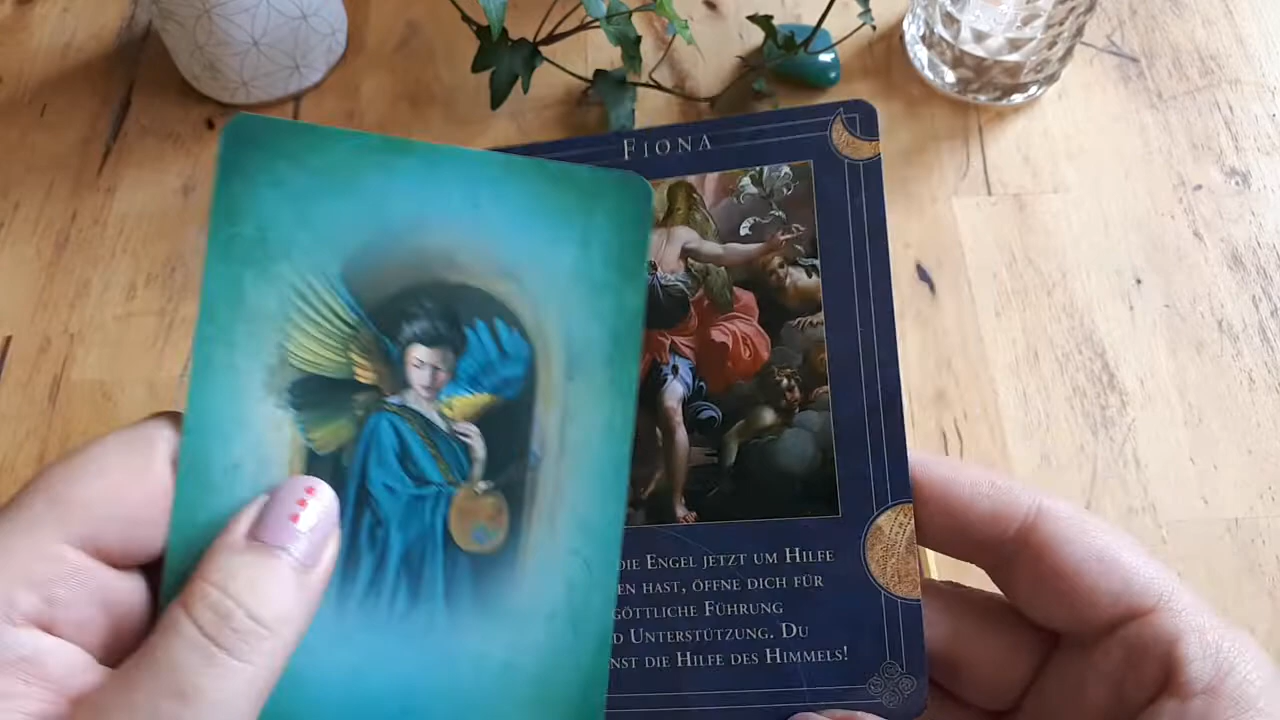 FIONA
DIE ENGEL JETZT UM HILFE
HAST, ÖFFNE DICH FÜR
GÖTTLICHE FÜHRUNG
UNTERSTÜTZUNG. DU
DIE HILFE DES HIMMELS!